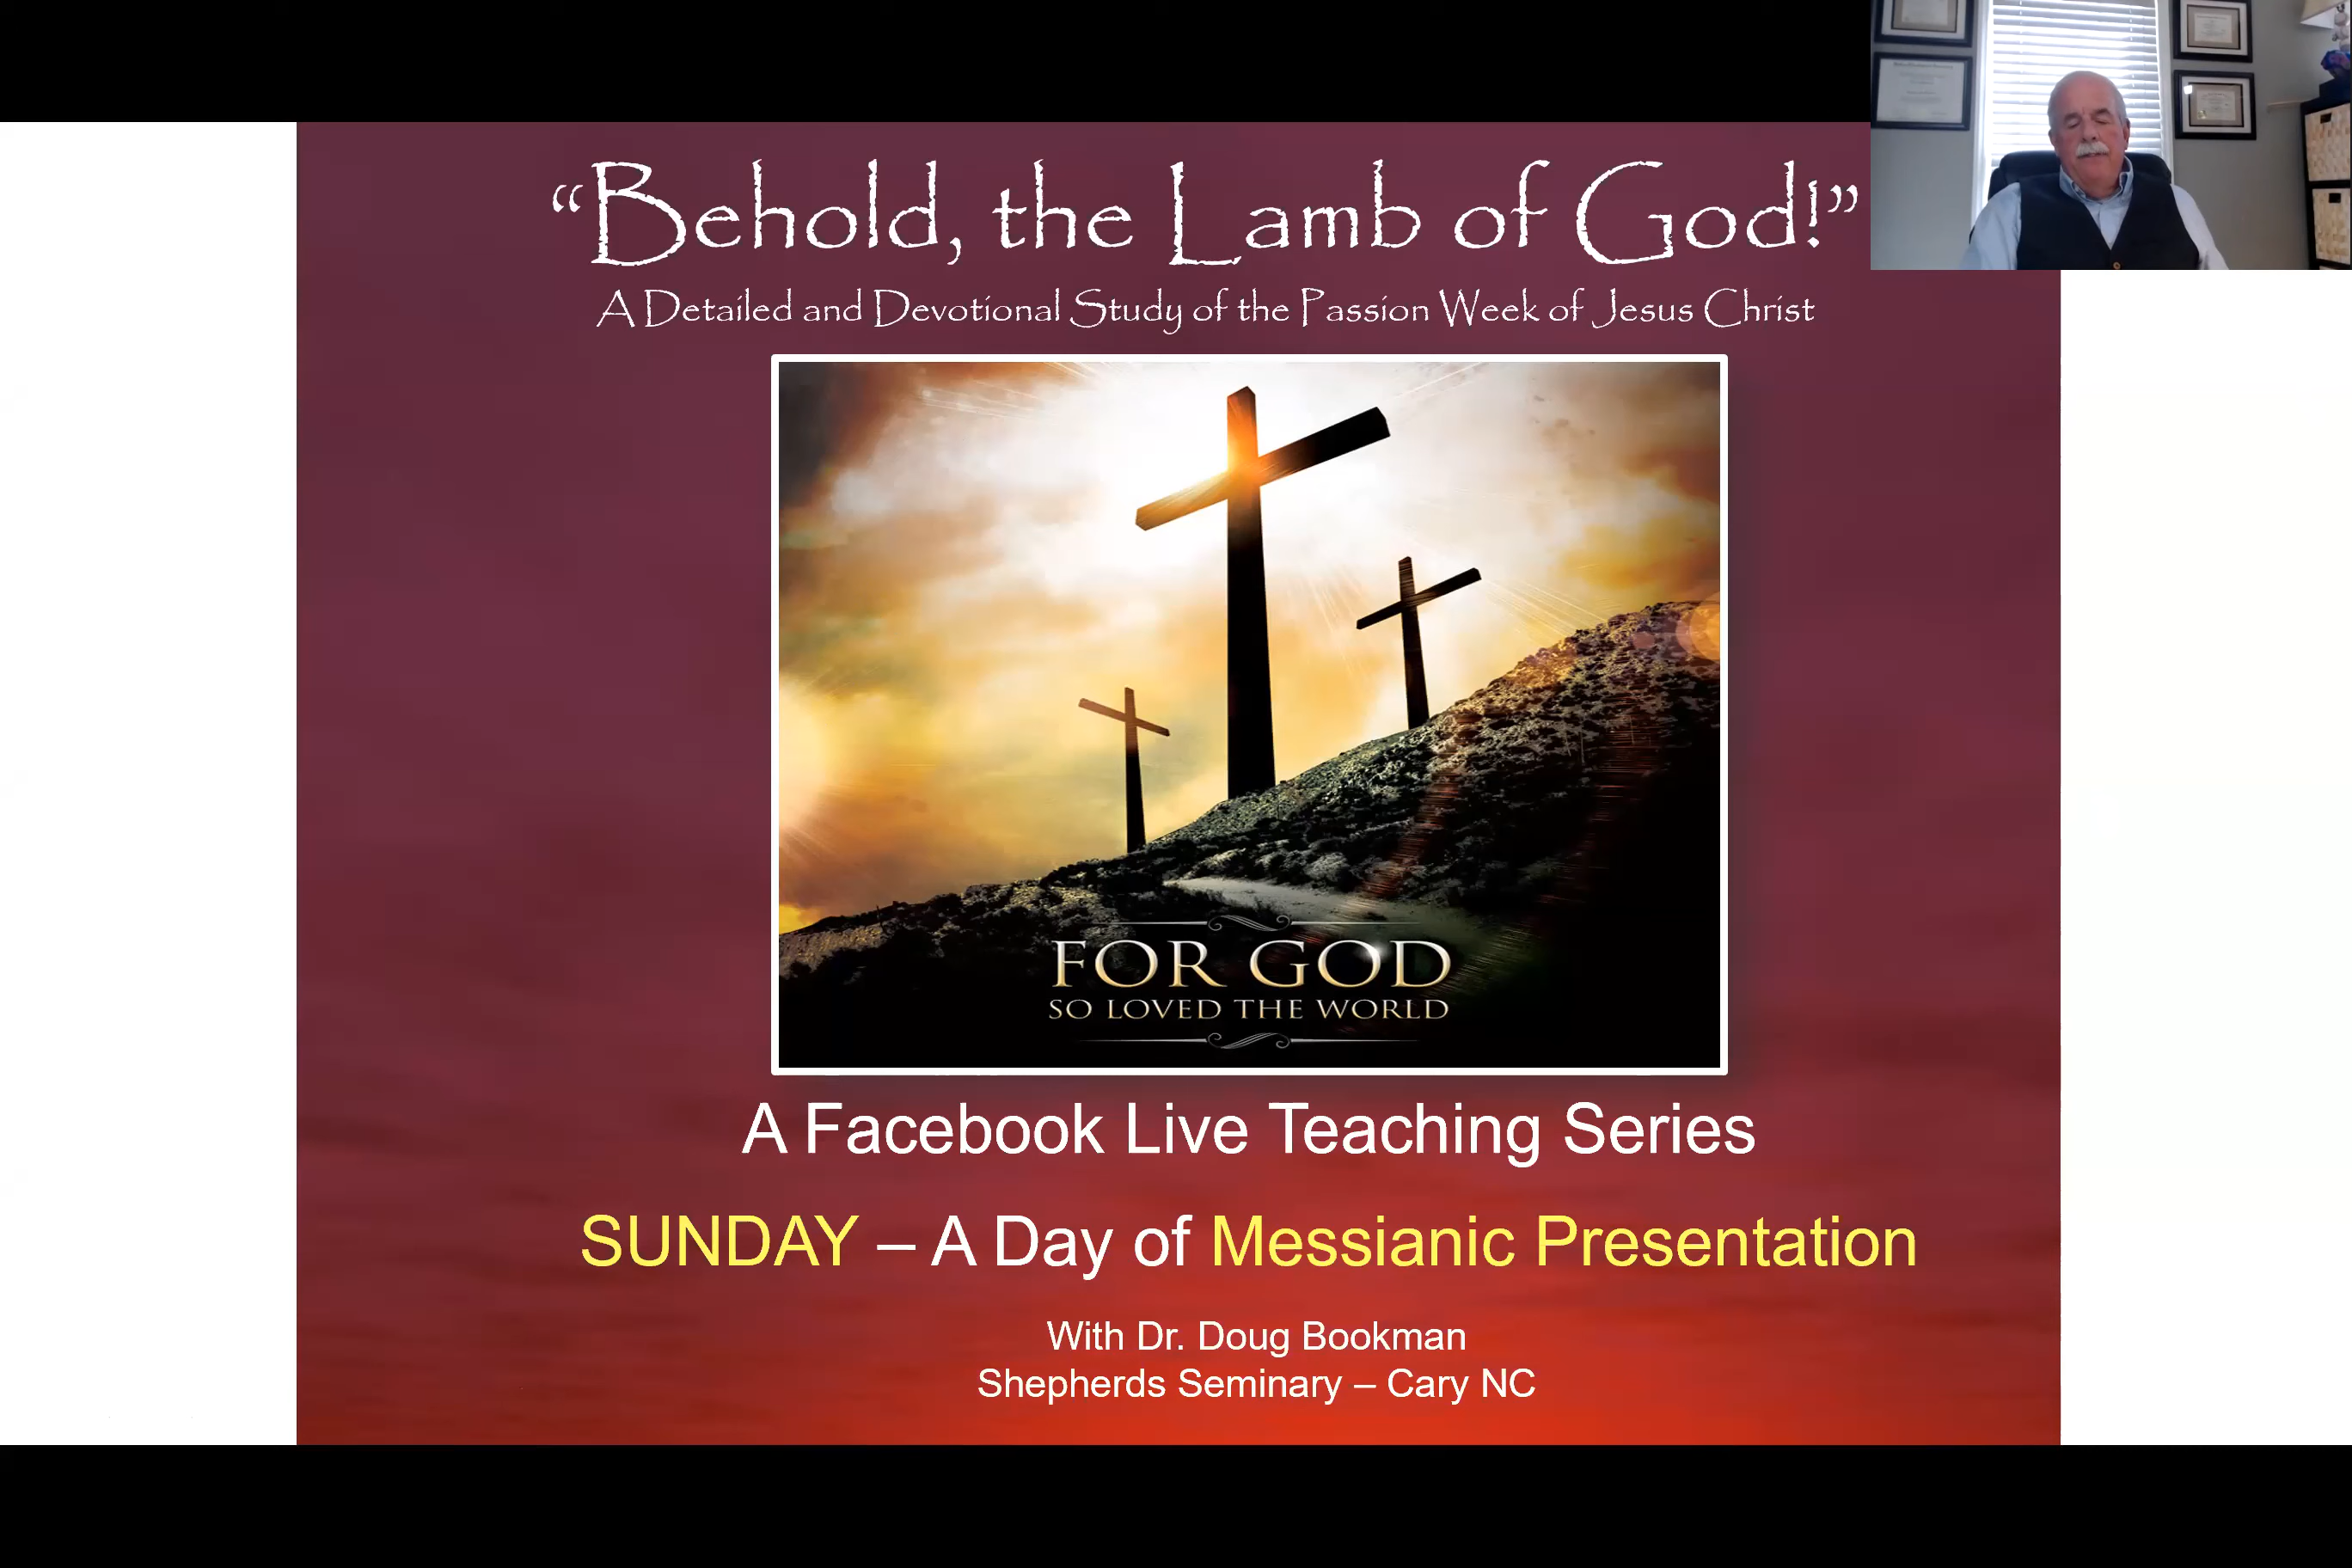 “Behold, the Lamb of God!”
A Detailed and Devotional Study of the Passion Week of Jesus Christ
FOR GOD
SO LOVED THE WORLD
A Facebook Live Teaching Series
SUNDAY – A Day of Messianic Presentation
With Dr. Doug Bookman
Shepherds Seminary – Cary NC